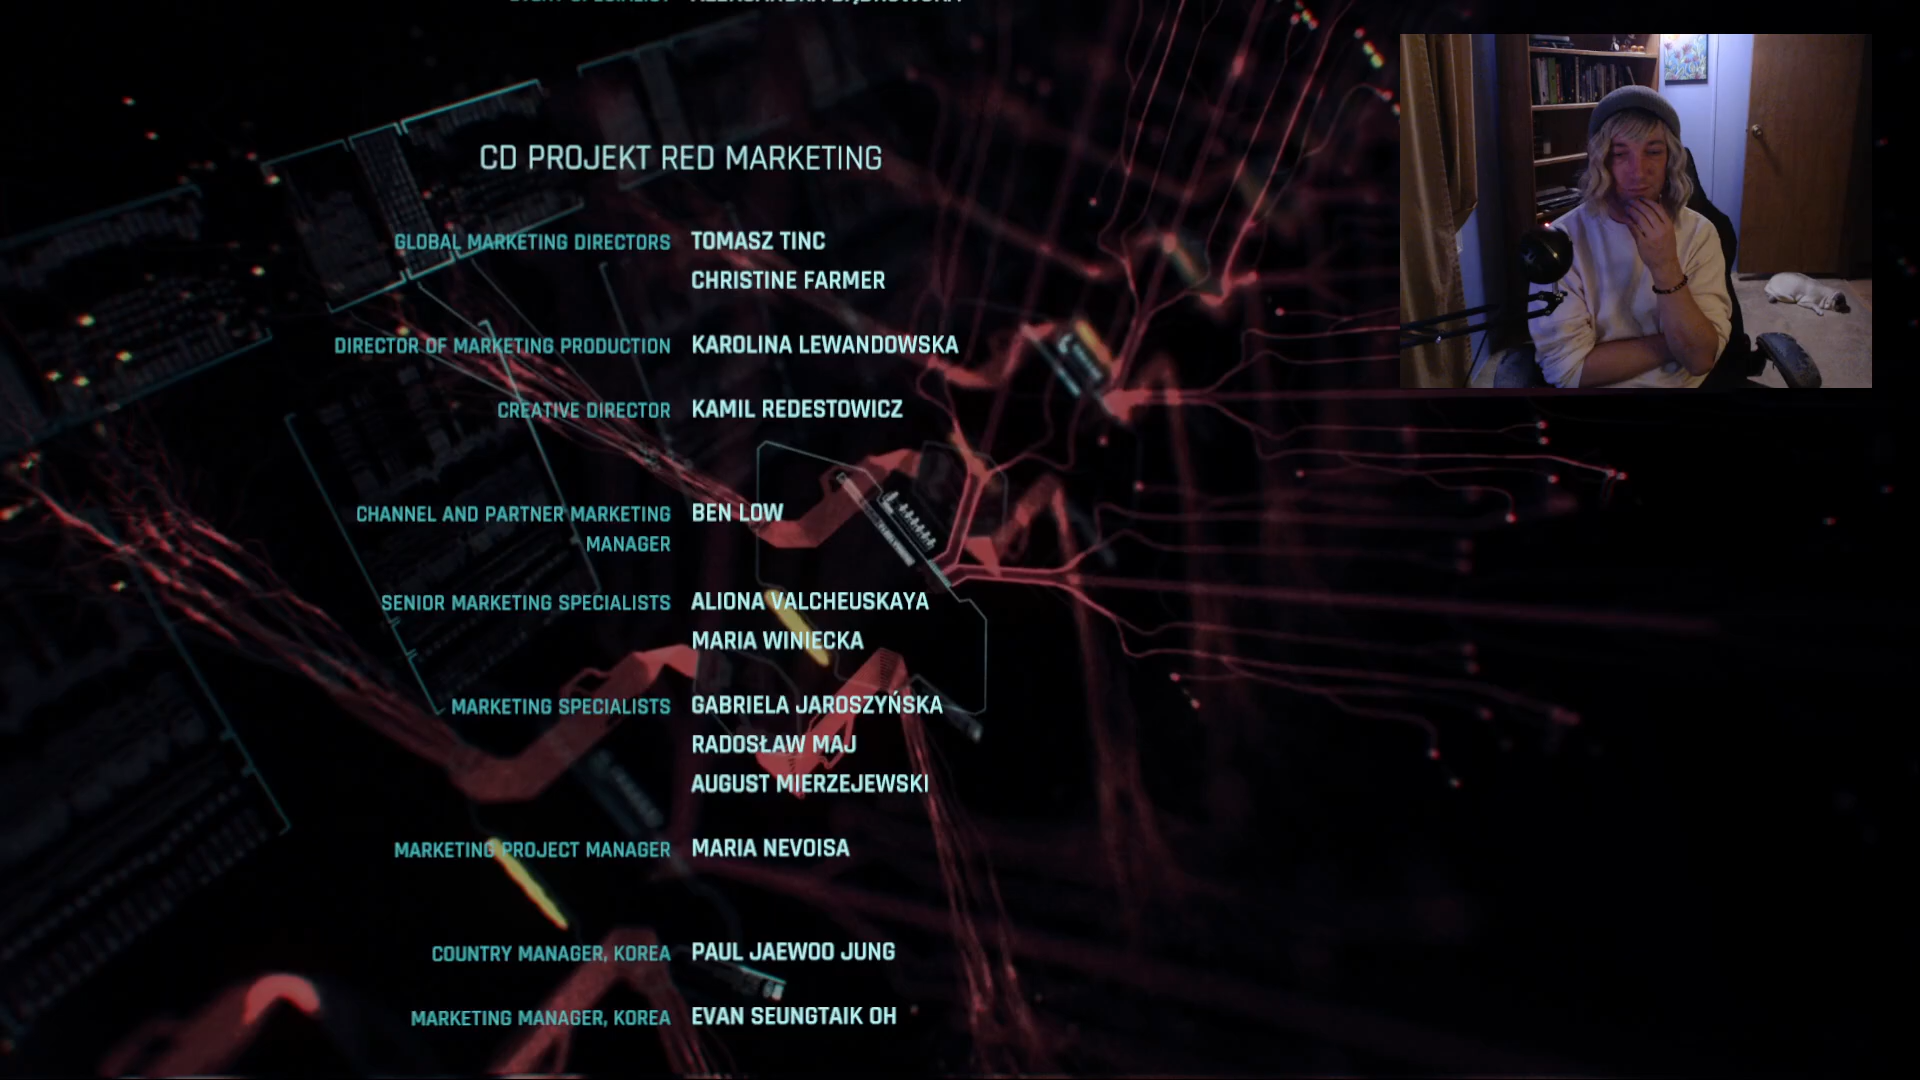 CD PROJEKT RED MARKETING
GLOBAL MARKETING DIRECTORS TOMASZ TINC
CHRISTINE FARMER
DIRECTOR OF MARKETING PRODUCTION KAROLINA LEWANDOWSKA
CREATIVE DIRECTOR KAMIL REDESTOWICZ
CHANNEL AND PARTNER MARKETING BEN LOW
MANAGER
SENIOR MARKETING SPECIALISTS ALIONA VALCHEUSKAYA
MARIA WINIECKA
MARKETING SPECIALISTS GABRIELA JAROSZYŃSKA
RADOSŁAW MAJ
AUGUST MIERZEJEWSKI
MARKETING PROJECT MANAGER MARIA NEVOISA
COUNTRY MANAGER, KOREA PAUL JAEWOO JUNG
MARKETING MANAGER, KOREA EVAN SEUNGTAIK OH